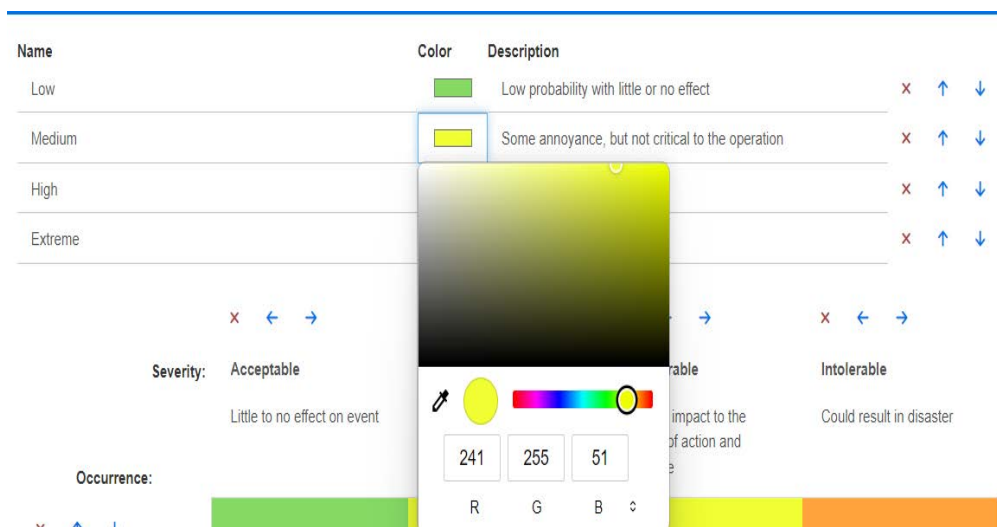 Name Color Description
Low Low probability with little or no effect
Medium Some annoyance, but not critical to the operation
High
Extreme
Severity: Acceptable rable Intolerable
Little to no effect on event impact to the Could result in disaster
of action and
e
Occurrence:
241 255 51
R G B